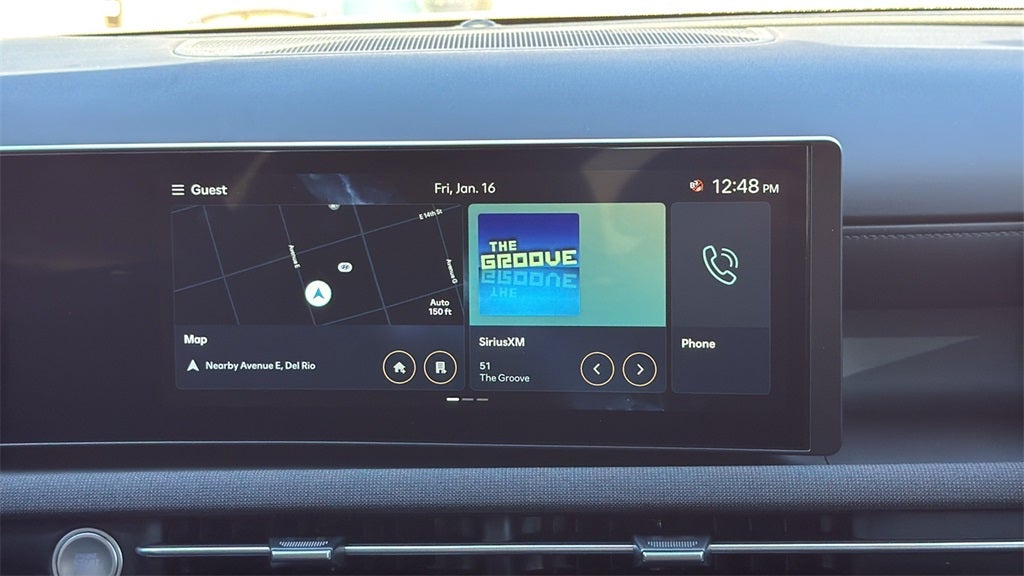 Guest
Fri, Jan. 16
12:48 PM
E 14th St
Avenue E
Avenue G
Auto
150 ft
Map
Nearby Avenue E, Del Rio
THE
GROOVE
SiriusXM
51
The Groove
Phone